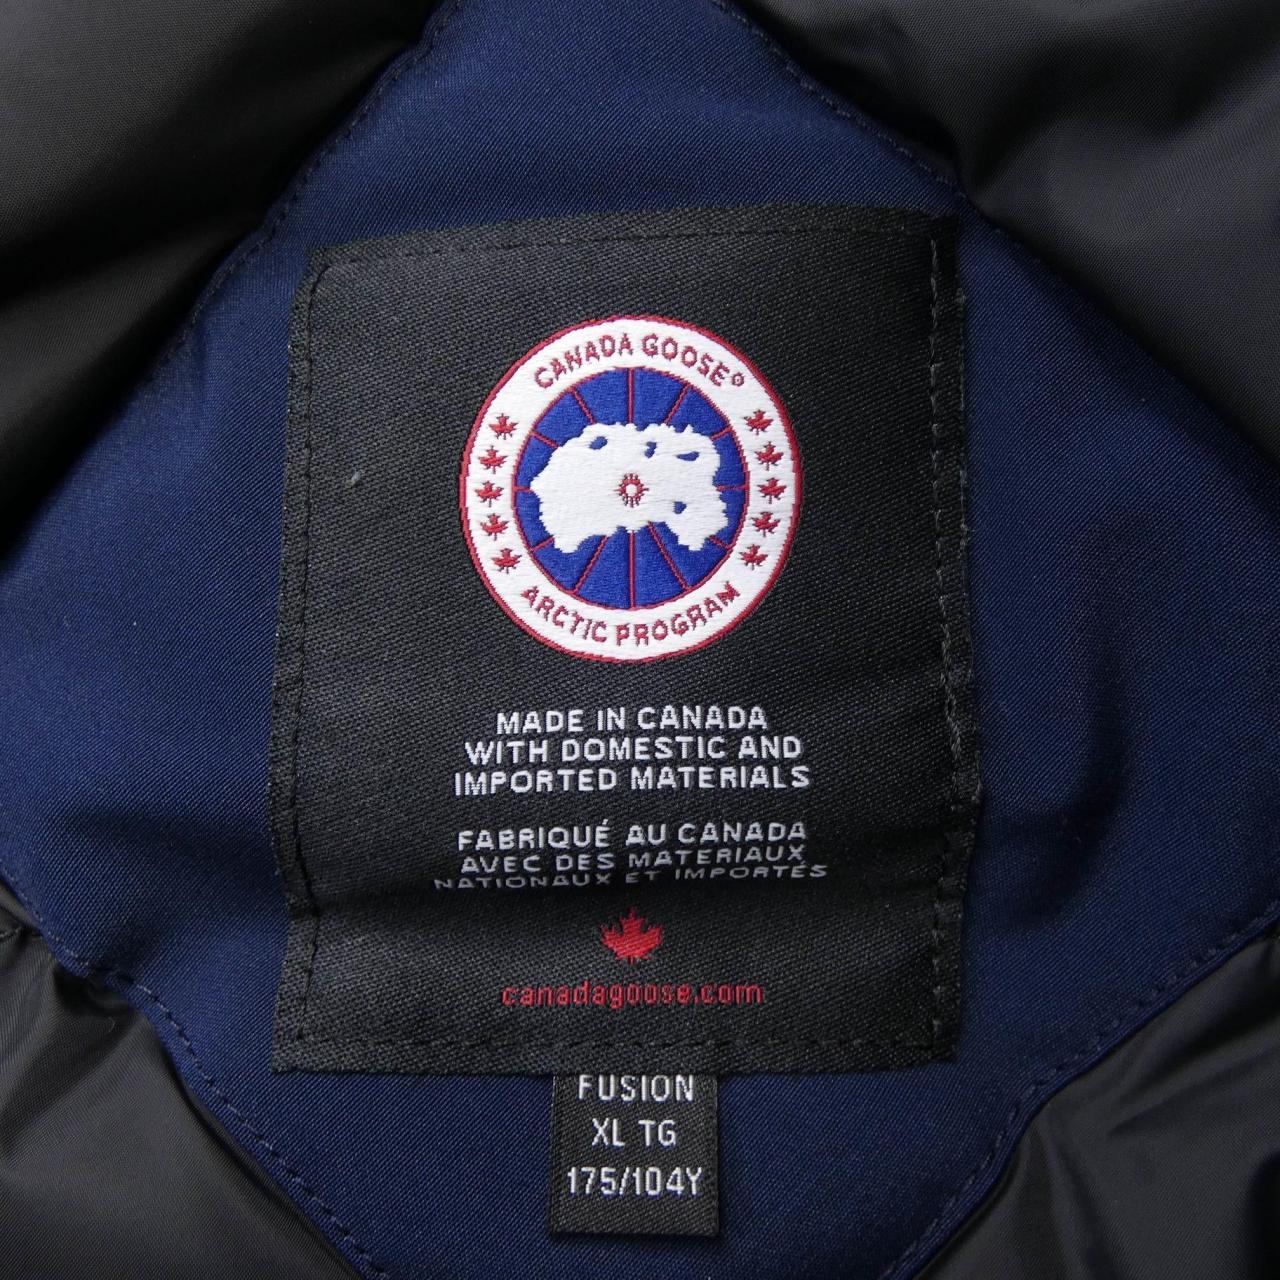 CANADA GOOSE®
ARCTIC PROGRAM
MADE IN CANADA
WITH DOMESTIC AND
IMPORTED MATERIALS
FABRIQUÉ AU CANADA
AVEC DES MATERIAUX
NATIONAUX ET IMPORTÉS
canadagoose.com
FUSION
XL TG
175/104Y